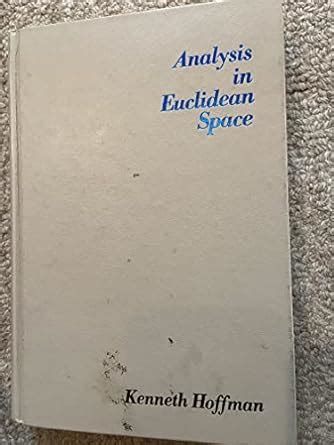 Analysis
in
Euclidean
Space
Kenneth Hoffman